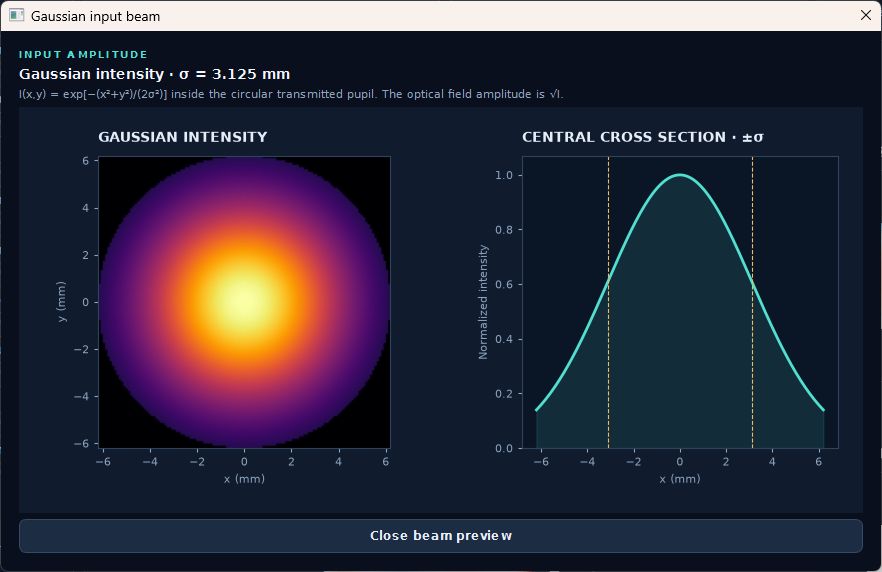 Gaussian input beam
INPUT AMPLITUDE
Gaussian intensity · σ = 3.125 mm
I(x,y) = exp[−(x²+y²)/(2σ²)] inside the circular transmitted pupil. The optical field amplitude is √I.
GAUSSIAN INTENSITY
6
4
2
0
−2
−4
−6
y (mm)
−6 −4 −2 0 2 4 6
x (mm)
CENTRAL CROSS SECTION · ±σ
1.0
0.8
0.6
0.4
0.2
0.0
Normalized intensity
−6 −4 −2 0 2 4 6
x (mm)
Close beam preview